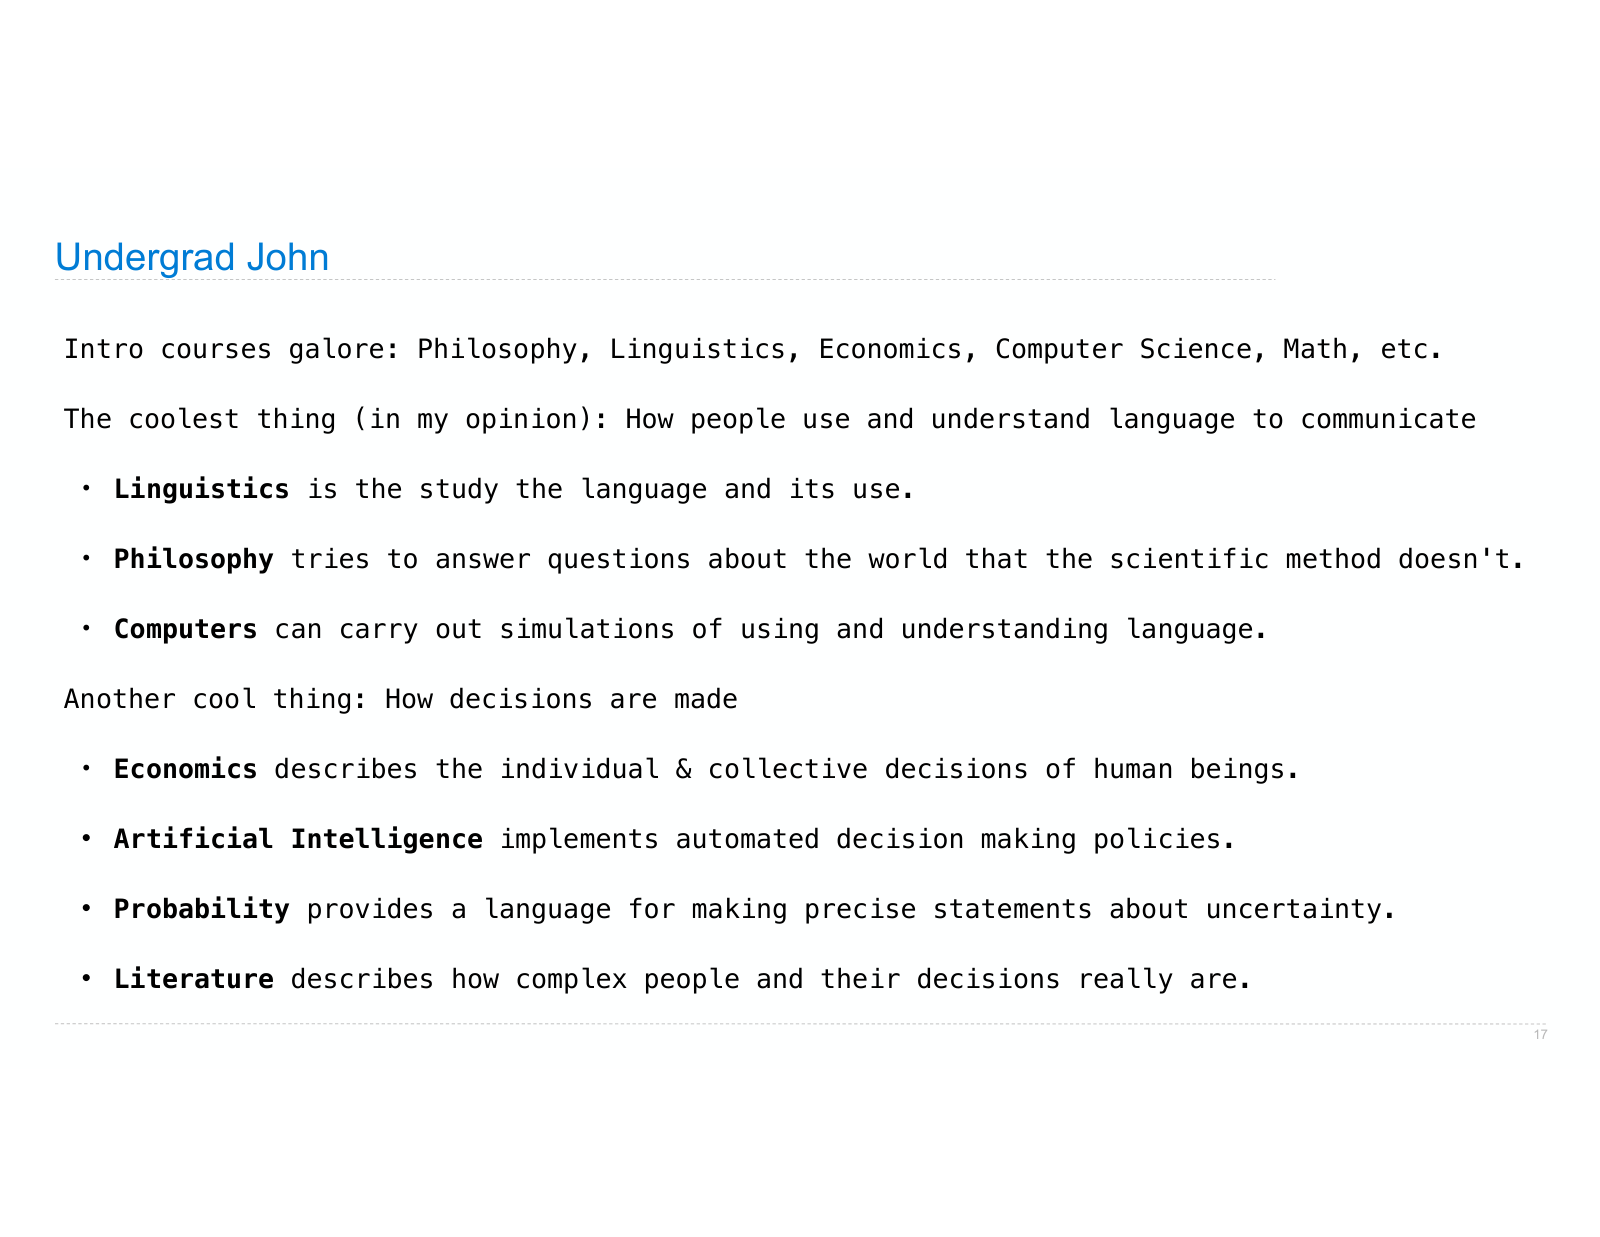 Undergrad John
Intro courses galore: Philosophy, Linguistics, Economics, Computer Science, Math, etc.
The coolest thing (in my opinion): How people use and understand language to communicate
• Linguistics is the study the language and its use.
• Philosophy tries to answer questions about the world that the scientific method doesn't.
• Computers can carry out simulations of using and understanding language.
Another cool thing: How decisions are made
• Economics describes the individual & collective decisions of human beings.
• Artificial Intelligence implements automated decision making policies.
• Probability provides a language for making precise statements about uncertainty.
• Literature describes how complex people and their decisions really are.
17